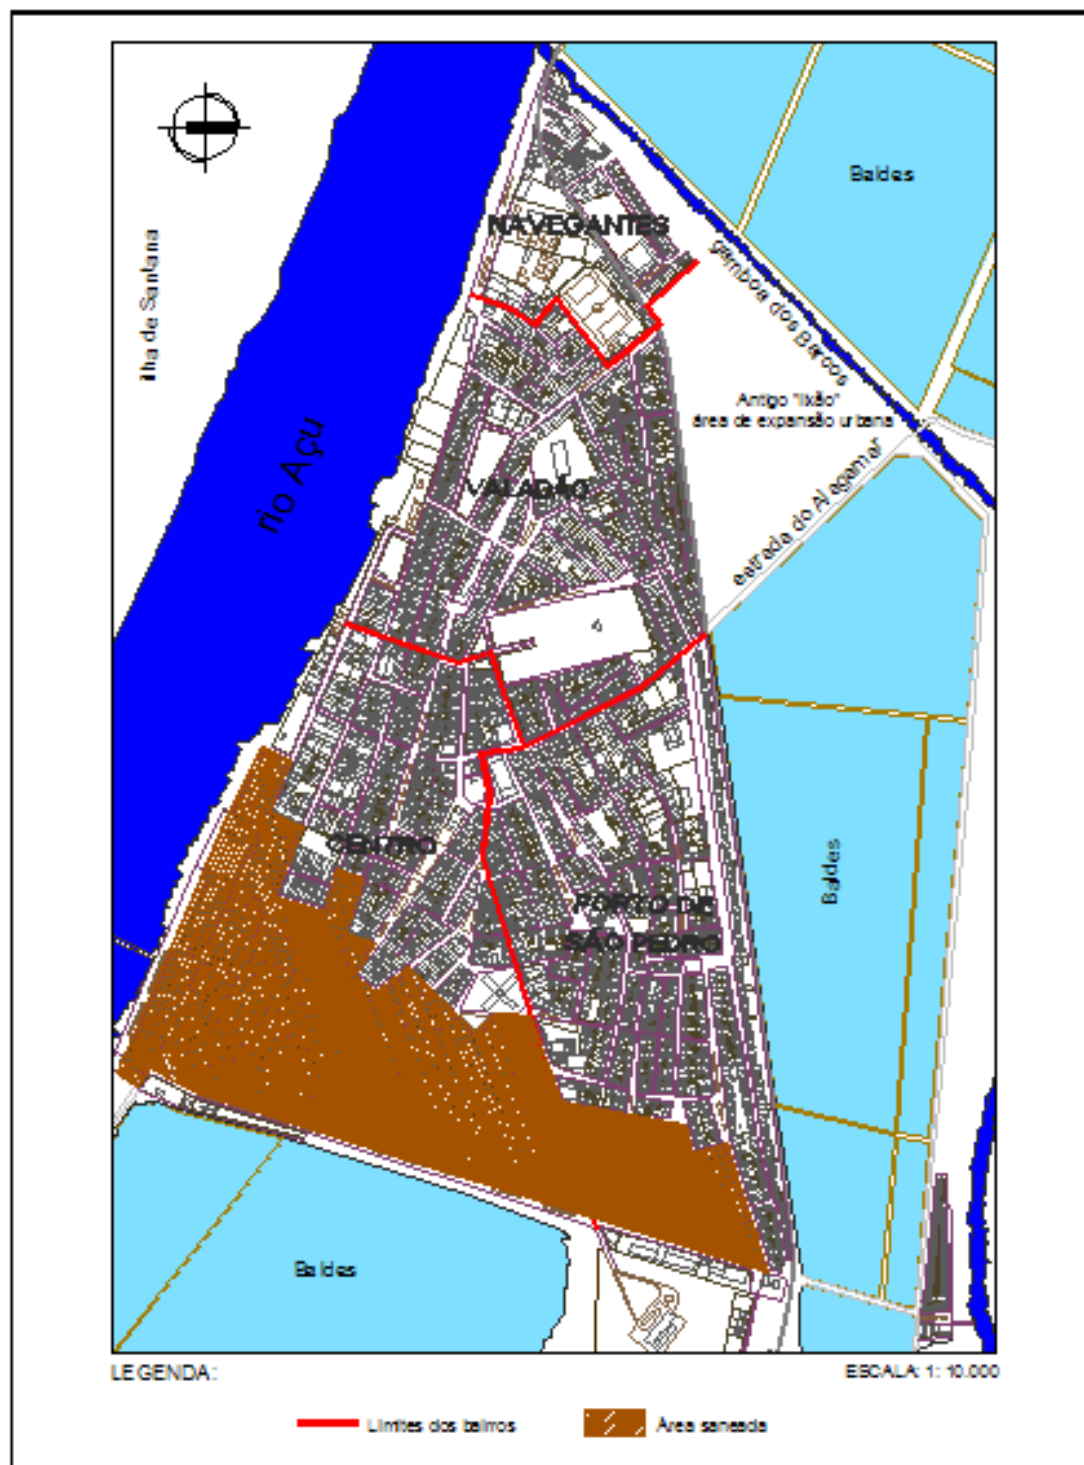 Baldes
NAVEGANTES
Ilha de Santana
gamboa dos Barcos
Antigo "lixão"
área de expansão urbana
rio Açu
VALADÃO
estrada do Alagamar
4
CENTRO
Baldes
PORTO DE
SÃO PEDRO
Baldes
LEGENDA:
ESCALA: 1: 10.000
Limites dos bairros
Área saneada